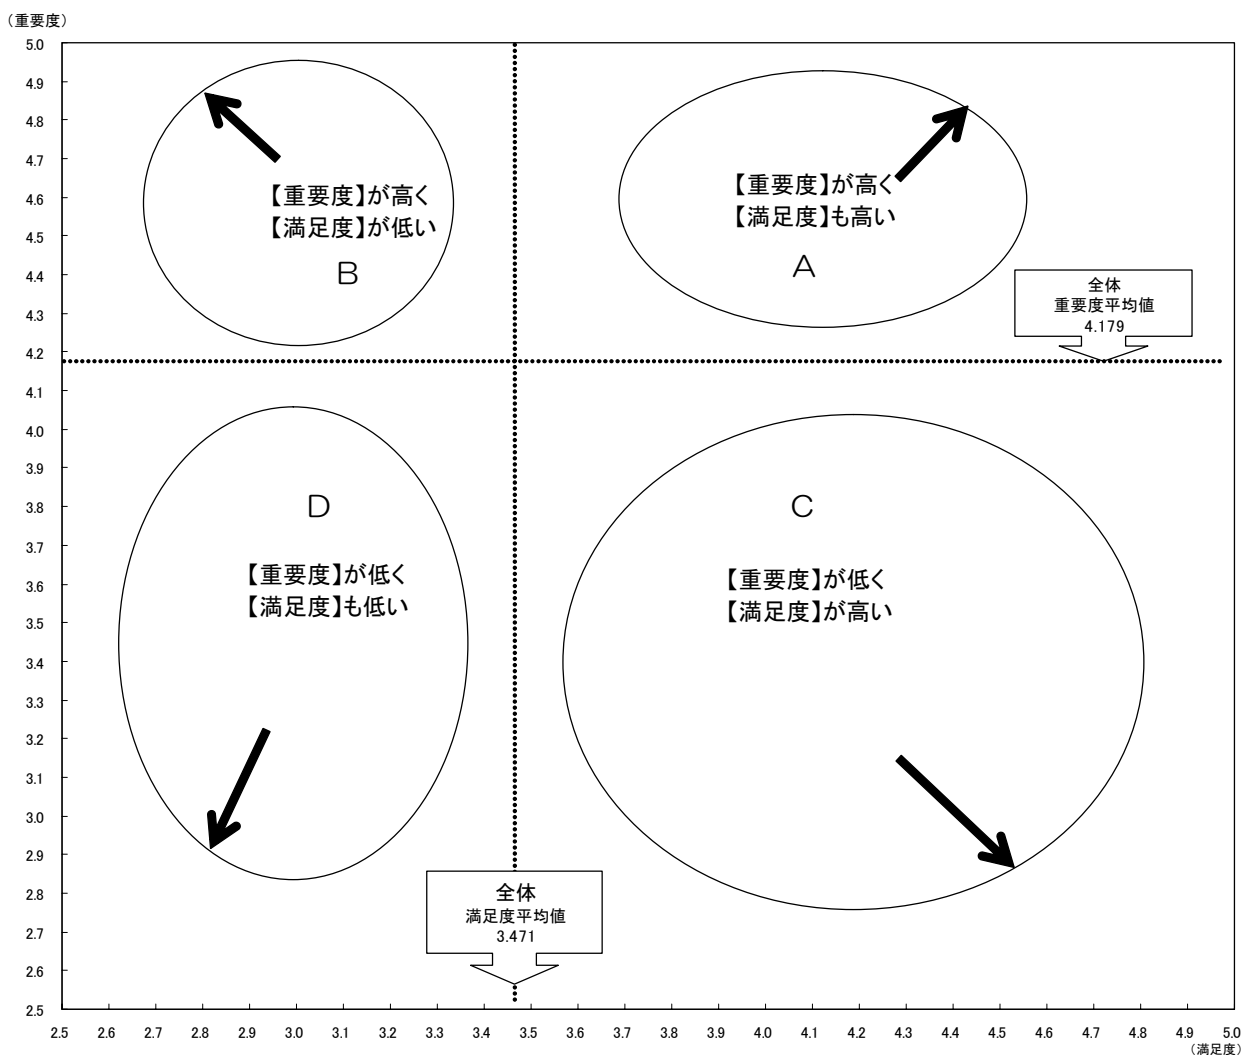 (重要度)
5.0
4.9
4.8
4.7
4.6
4.5
4.4
4.3
4.2
4.1
4.0
3.9
3.8
3.7
3.6
3.5
3.4
3.3
3.2
3.1
3.0
2.9
2.8
2.7
2.6
2.5
【重要度】が高く
【満足度】が低い
B
【重要度】が高く
【満足度】も高い
A
全体
重要度平均値
4.179
D
【重要度】が低く
【満足度】も低い
C
【重要度】が低く
【満足度】が高い
全体
満足度平均値
3.471
2.5 2.6 2.7 2.8 2.9 3.0 3.1 3.2 3.3 3.4 3.5 3.6 3.7 3.8 3.9 4.0 4.1 4.2 4.3 4.4 4.5 4.6 4.7 4.8 4.9 5.0
(満足度)